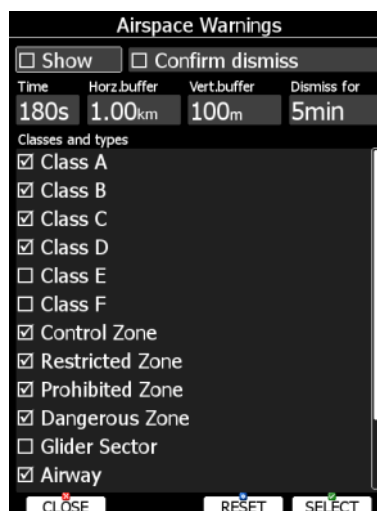 Airspace Warnings
Show Confirm dismiss
Time Horz.buffer Vert.buffer Dismiss for
180s 1.00km 100m 5min
Classes and types
Class A
Class B
Class C
Class D
Class E
Class F
Control Zone
Restricted Zone
Prohibited Zone
Dangerous Zone
Glider Sector
Airway
CLOSE RESET SELECT